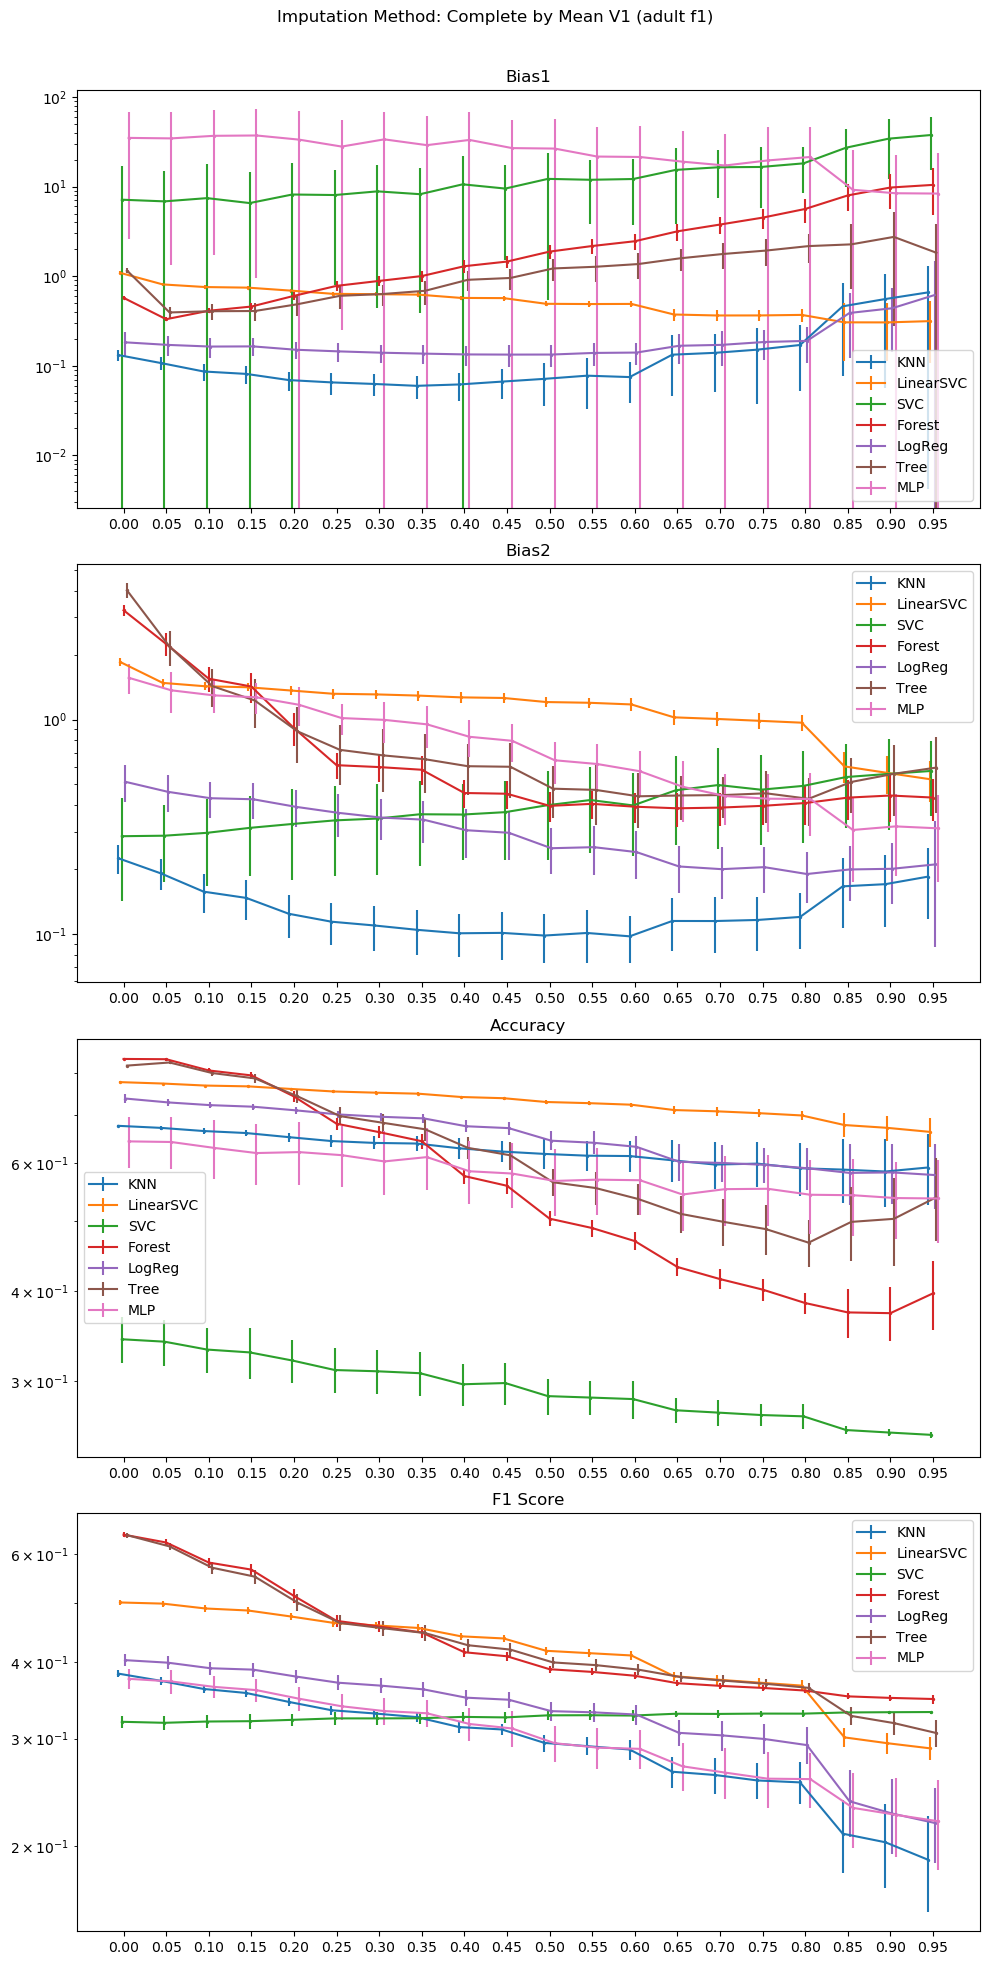 Imputation Method: Complete by Mean V1 (adult f1)
Bias1
10²
10¹
10⁰
10⁻¹
10⁻²
KNN
LinearSVC
SVC
Forest
LogReg
Tree
MLP
0.00 0.05 0.10 0.15 0.20 0.25 0.30 0.35 0.40 0.45 0.50 0.55 0.60 0.65 0.70 0.75 0.80 0.85 0.90 0.95
Bias2
10⁰
10⁻¹
KNN
LinearSVC
SVC
Forest
LogReg
Tree
MLP
0.00 0.05 0.10 0.15 0.20 0.25 0.30 0.35 0.40 0.45 0.50 0.55 0.60 0.65 0.70 0.75 0.80 0.85 0.90 0.95
Accuracy
6 × 10⁻¹
4 × 10⁻¹
3 × 10⁻¹
KNN
LinearSVC
SVC
Forest
LogReg
Tree
MLP
0.00 0.05 0.10 0.15 0.20 0.25 0.30 0.35 0.40 0.45 0.50 0.55 0.60 0.65 0.70 0.75 0.80 0.85 0.90 0.95
F1 Score
6 × 10⁻¹
4 × 10⁻¹
3 × 10⁻¹
2 × 10⁻¹
KNN
LinearSVC
SVC
Forest
LogReg
Tree
MLP
0.00 0.05 0.10 0.15 0.20 0.25 0.30 0.35 0.40 0.45 0.50 0.55 0.60 0.65 0.70 0.75 0.80 0.85 0.90 0.95